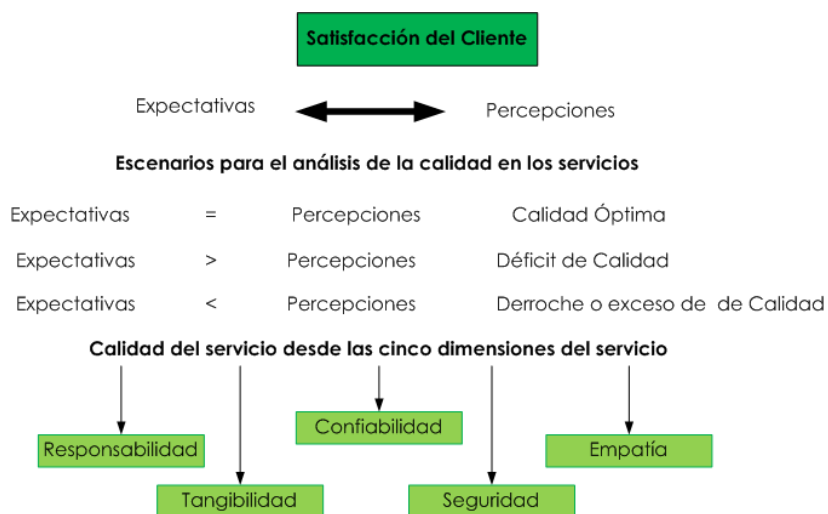 Satisfacción del Cliente
Expectativas Percepciones
Escenarios para el análisis de la calidad en los servicios
Expectativas = Percepciones Calidad Óptima
Expectativas > Percepciones Déficit de Calidad
Expectativas < Percepciones Derroche o exceso de de Calidad
Calidad del servicio desde las cinco dimensiones del servicio
Confiabilidad
Responsabilidad Empatía
Tangibilidad Seguridad